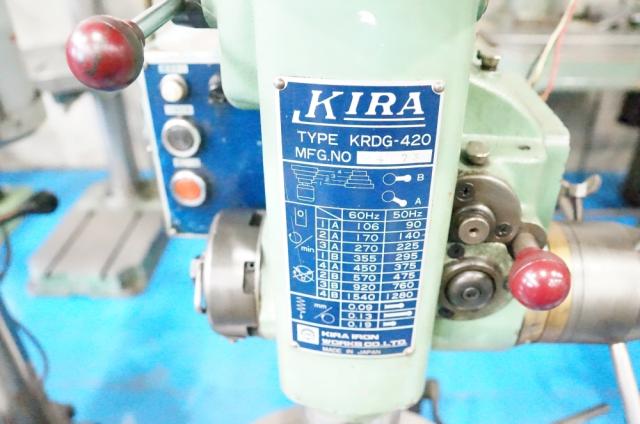 KIRA
TYPE KRDG-420
MFG.NO
B
A
60Hz 50Hz
1 A 106 90
2 A 170 140
3 A 270 225
1 B 355 295
4 A 450 375
2 B 570 475
3 B 920 760
4 B 1540 1280
/min
mm
0.09
0.13
0.19
KIRA IRON
WORKS CO.,LTD.
MADE IN JAPAN